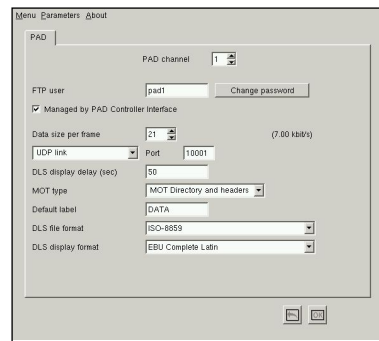 Menu Parameters About
PAD
PAD channel 1
FTP user pad1 Change password
Managed by PAD Controller Interface
Data size per frame 21 (7.00 kbit/s)
UDP link Port 10001
DLS display delay (sec) 50
MOT type MOT Directory and headers
Default label DATA
DLS file format ISO-8859
DLS display format EBU Complete Latin
OK